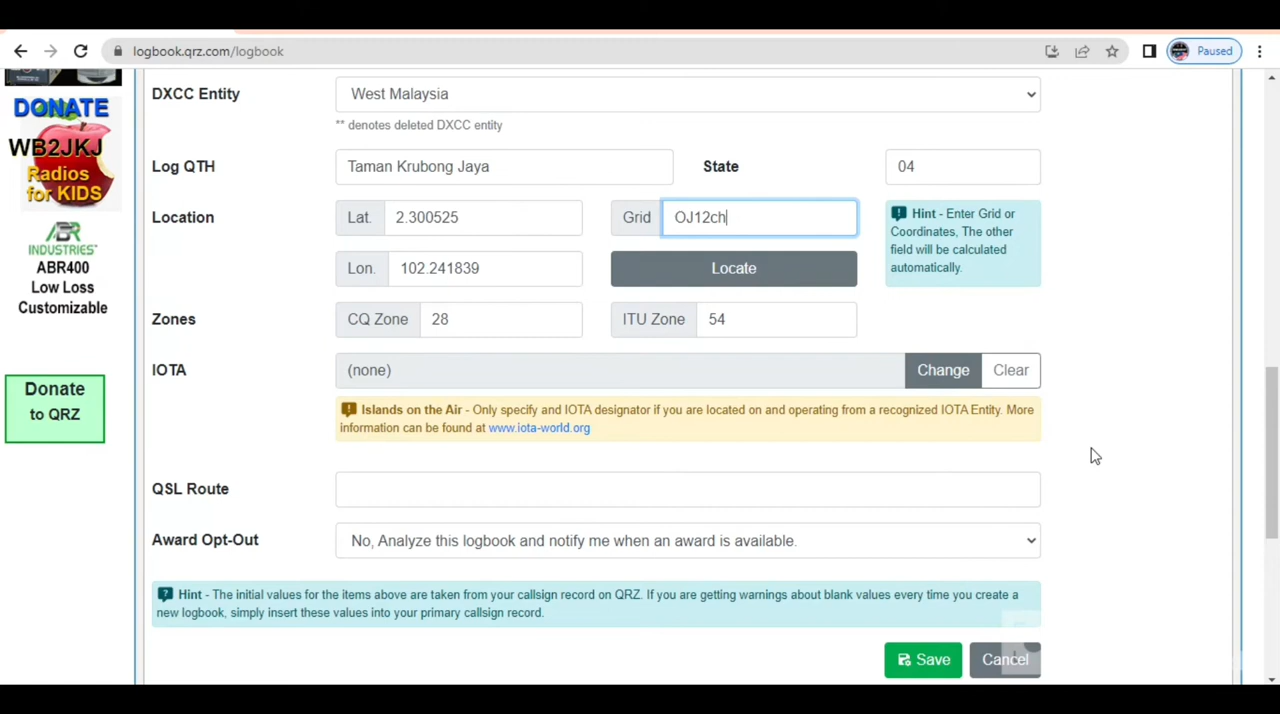 logbook.qrz.com/logbook
Paused
DONATE
WB2JKJ
Radios
for KIDS
ABR
INDUSTRIES
ABR400
Low Loss
Customizable
Donate
to QRZ
DXCC Entity
West Malaysia
** denotes deleted DXCC entity
Log QTH
Taman Krubong Jaya
State
04
Location
Lat.
2.300525
Grid
OJ12ch
Hint - Enter Grid or
Coordinates, The other
field will be calculated
automatically.
Lon.
102.241839
Locate
Zones
CQ Zone
28
ITU Zone
54
IOTA
(none)
Change
Clear
Islands on the Air - Only specify and IOTA designator if you are located on and operating from a recognized IOTA Entity. More
information can be found at www.iota-world.org
QSL Route
Award Opt-Out
No, Analyze this logbook and notify me when an award is available.
Hint - The initial values for the items above are taken from your callsign record on QRZ. If you are getting warnings about blank values every time you create a
new logbook, simply insert these values into your primary callsign record.
Save
Cancel